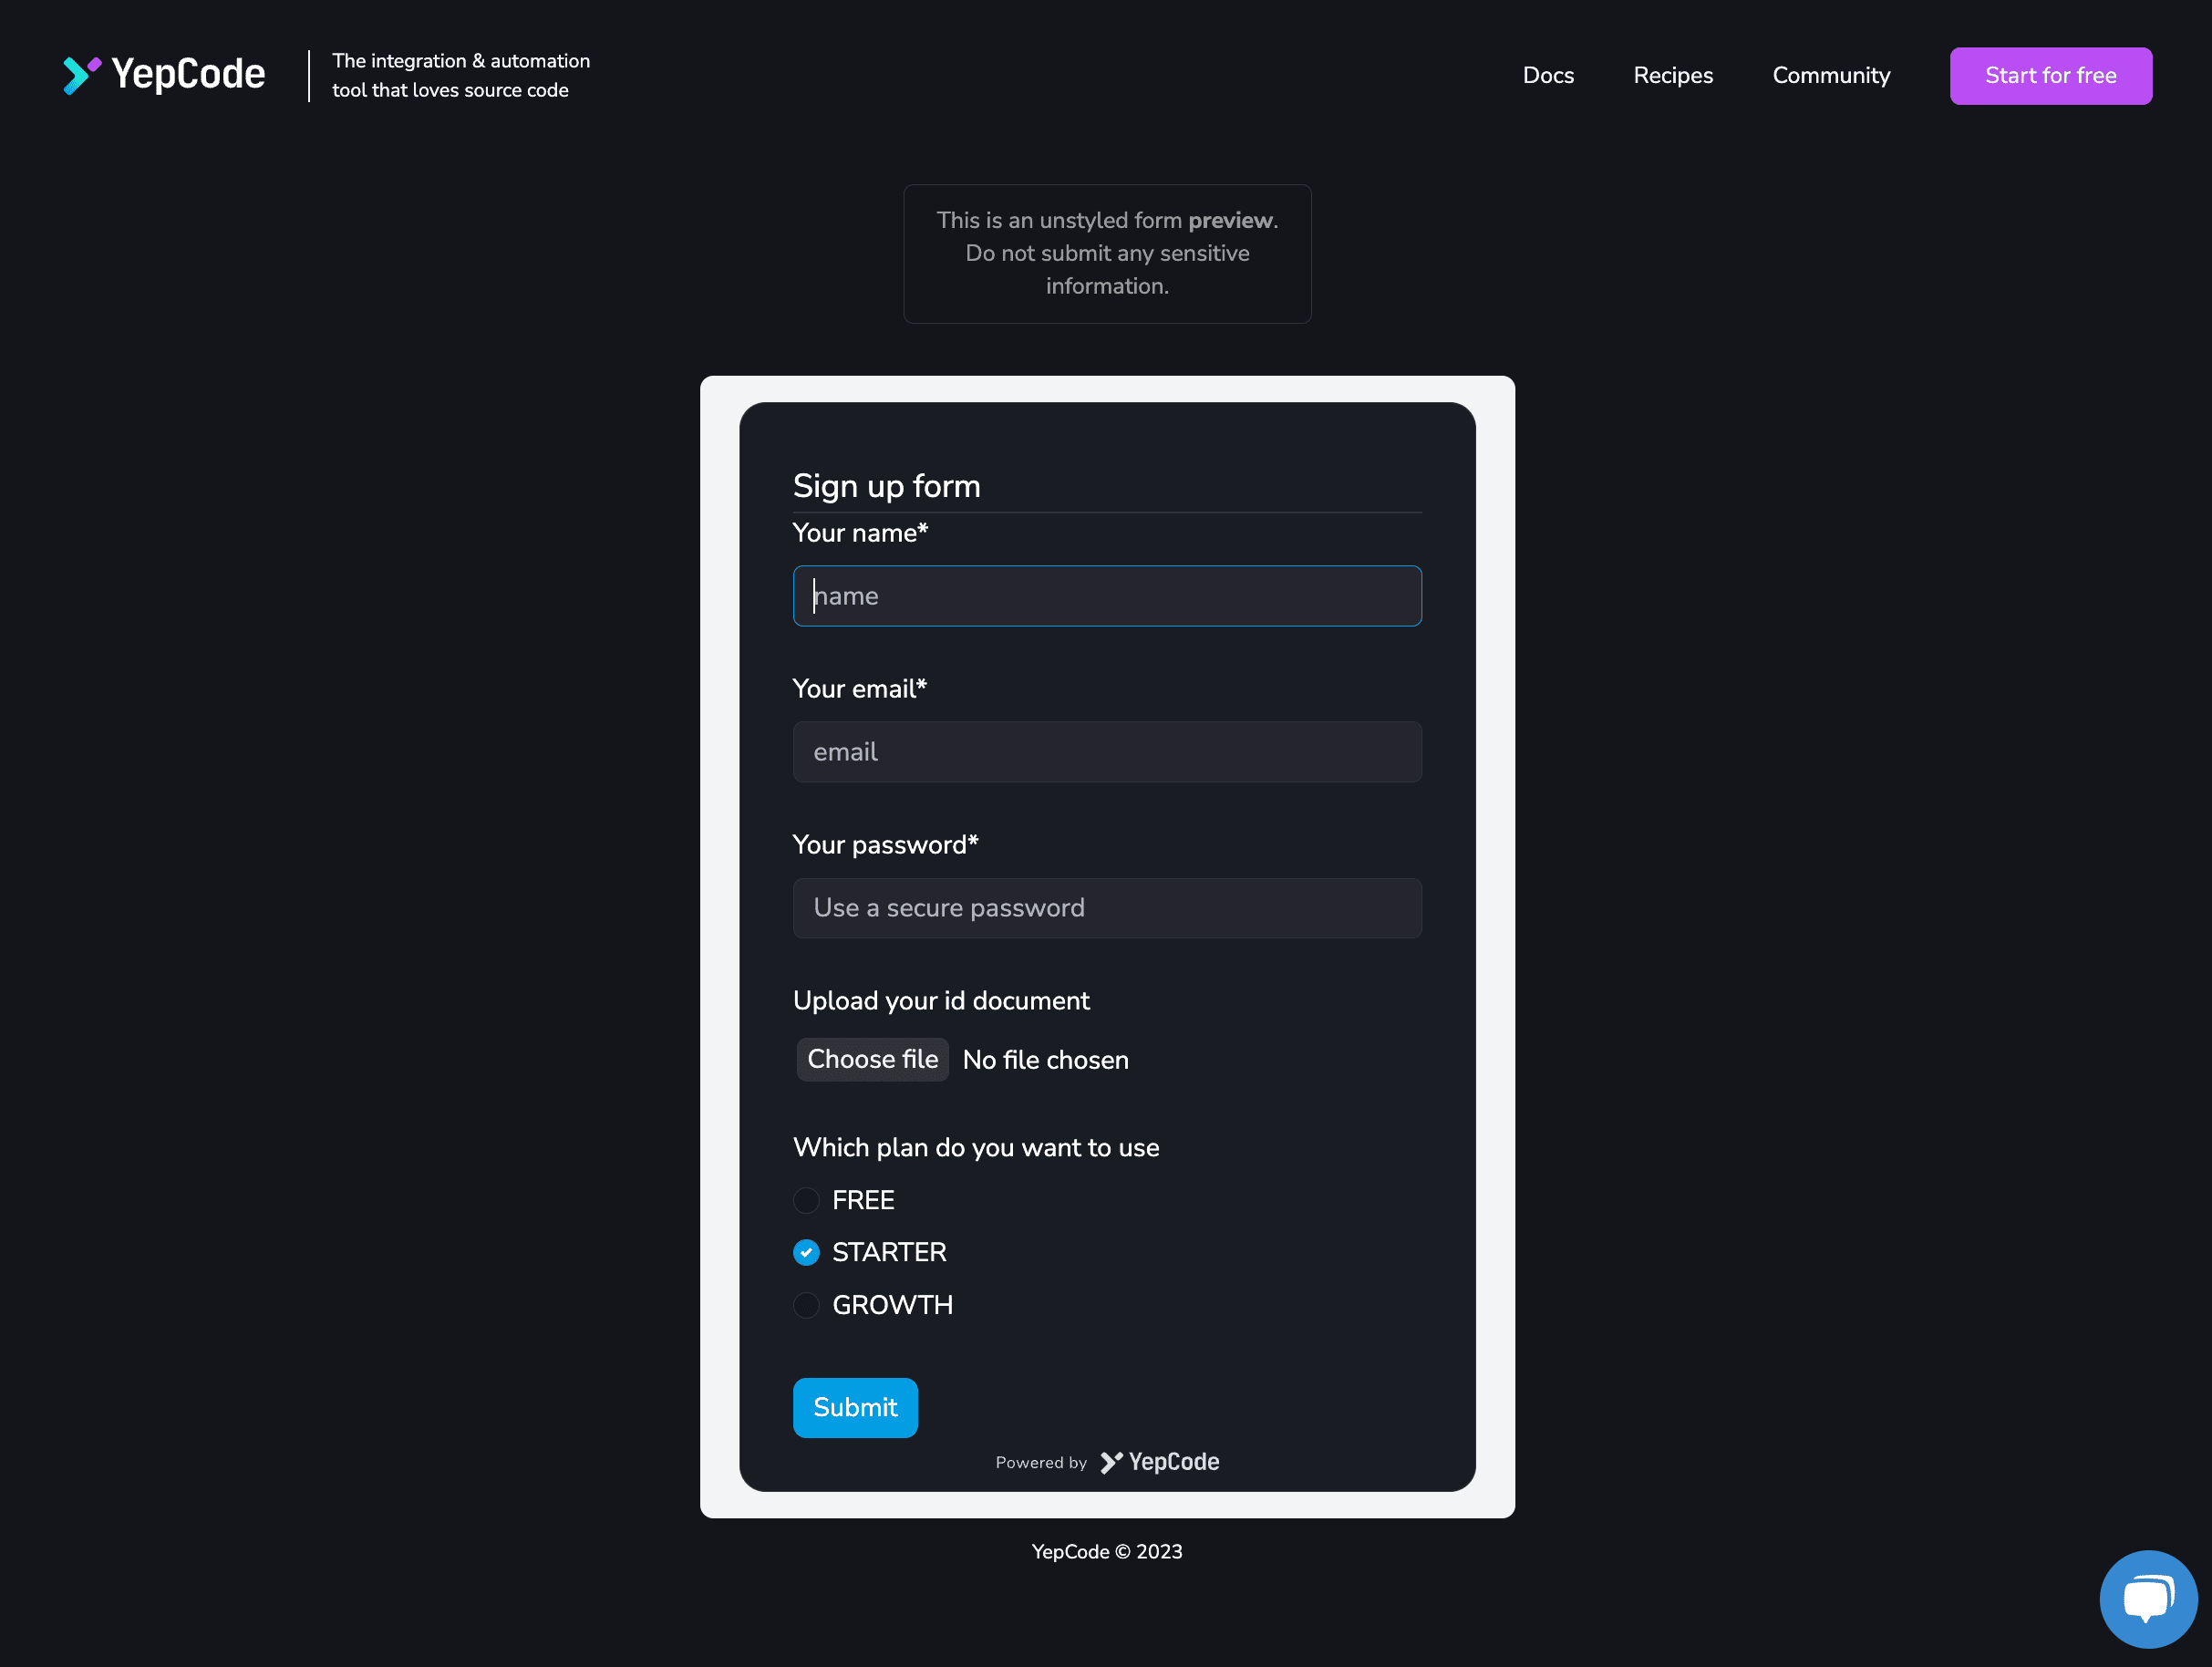 YepCode
The integration & automation
tool that loves source code
Docs
Recipes
Community
Start for free
This is an unstyled form preview.
Do not submit any sensitive
information.
Sign up form
Your name*
name
Your email*
email
Your password*
Use a secure password
Upload your id document
Choose file No file chosen
Which plan do you want to use
FREE
STARTER
GROWTH
Submit
Powered by YepCode
YepCode © 2023